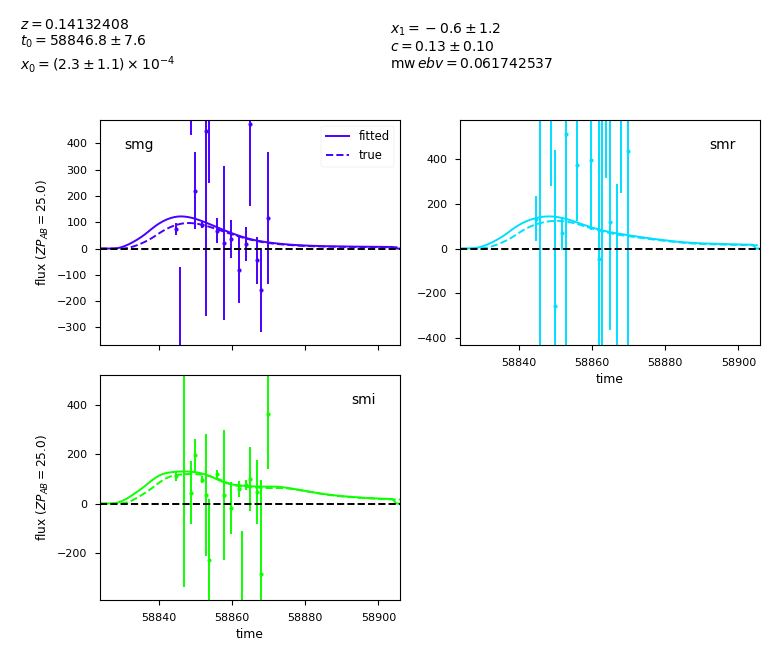 z = 0.14132408
t₀ = 58846.8 ± 7.6
x₀ = (2.3 ± 1.1) × 10⁻⁴
x₁ = −0.6 ± 1.2
c = 0.13 ± 0.10
mw ebv = 0.061742537
smg
fitted
true
400
300
200
100
0
−100
−200
−300
flux (ZP_AB = 25.0)
smr
400
200
0
−200
−400
58840 58860 58880 58900
time
smi
400
200
0
−200
flux (ZP_AB = 25.0)
58840 58860 58880 58900
time